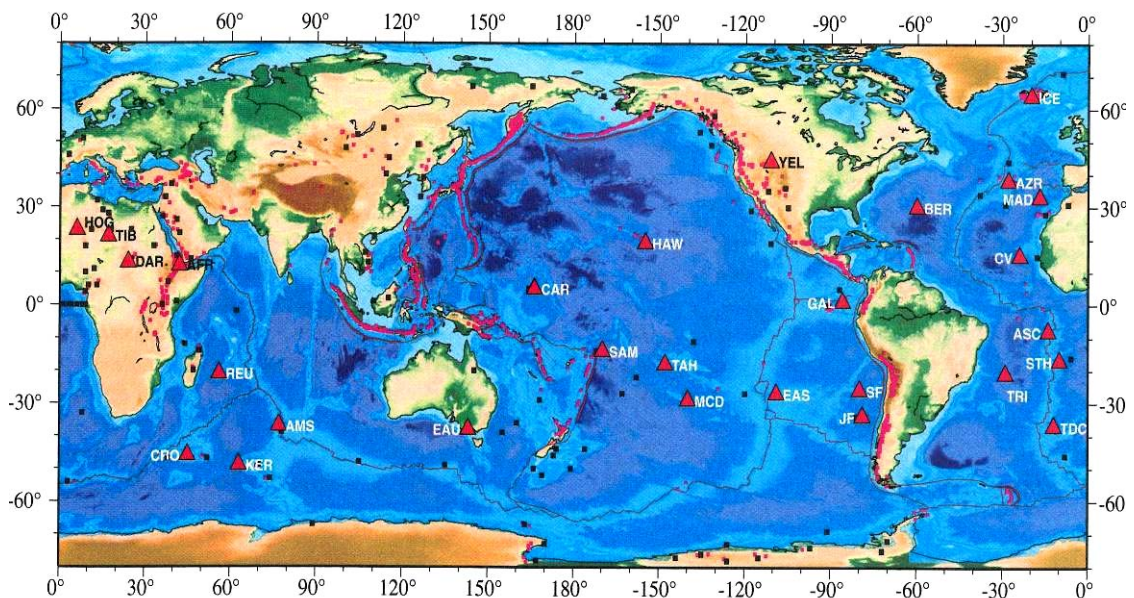 0 30 60 90 120 150 180 -150 -120 -90 -60 -30 0
ICE
60° 60°
YEL
AZR
MAD
30° 30°
BER
HOG
TIB
HAW
DAR
AFR
CV
CAR
GAL
0° 0°
ASC
SAM
STH
TAH
REU
TRI
SF
EAS
MCD
-30° -30°
JF
AMS
EAU
TDC
CRO
KER
-60° -60°
0 30 60 90 120 150 180 -150 -120 -90 -60 -30 0